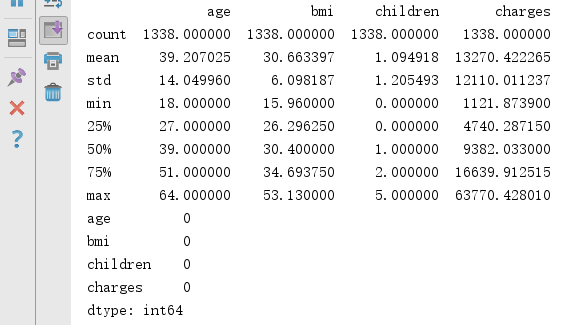 age bmi children charges
count 1338.000000 1338.000000 1338.000000 1338.000000
mean 39.207025 30.663397 1.094918 13270.422265
std 14.049960 6.098187 1.205493 12110.011237
min 18.000000 15.960000 0.000000 1121.873900
25% 27.000000 26.296250 0.000000 4740.287150
50% 39.000000 30.400000 1.000000 9382.033000
75% 51.000000 34.693750 2.000000 16639.912515
max 64.000000 53.130000 5.000000 63770.428010
age 0
bmi 0
children 0
charges 0
dtype: int64